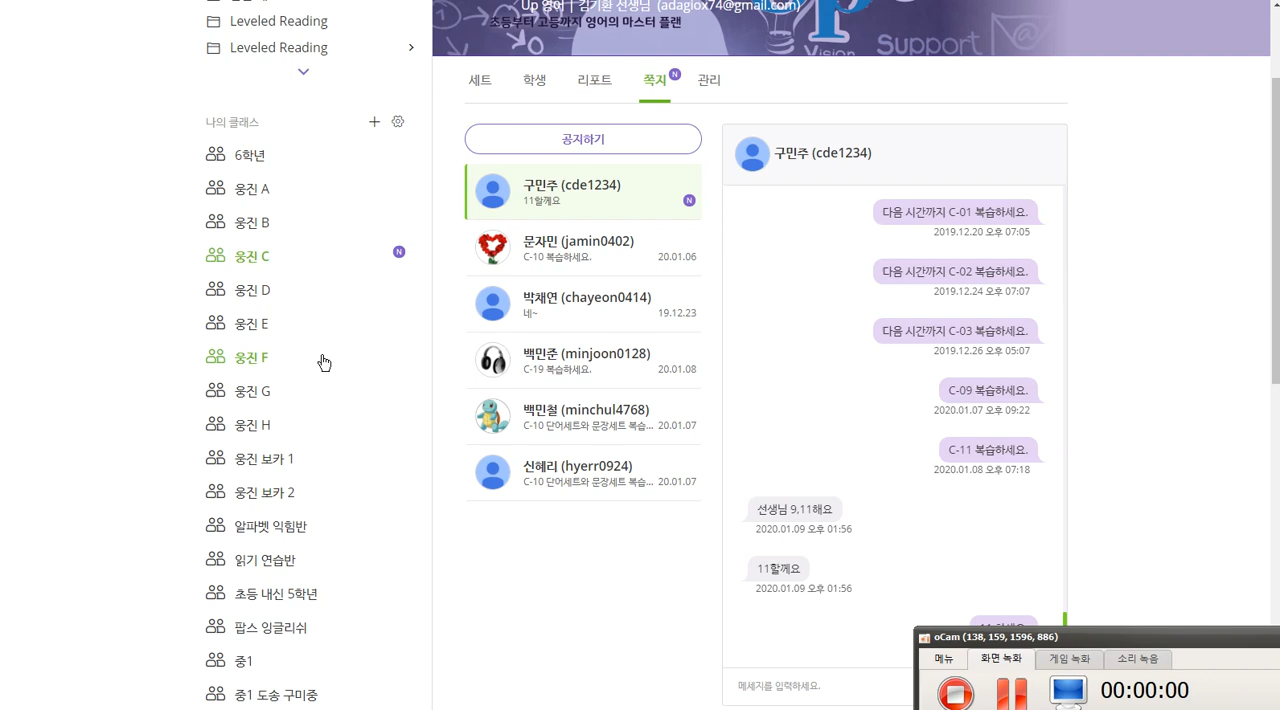 Leveled Reading
Leveled Reading
나의 클래스
6학년
웅진 A
웅진 B
웅진 C
N
웅진 D
웅진 E
웅진 F
웅진 G
웅진 H
웅진 보카 1
웅진 보카 2
알파벳 익힘반
읽기 연습반
초등 내신 5학년
팝스 잉글리쉬
중1
중1 도송 구미중
Up 영어 | 김기환 선생님 (adagiox74@gmail.com)
초등부터 고등까지 영어의 마스터 플랜
Vision
Support
세트 학생 리포트 쪽지 N 관리
공지하기
구민주 (cde1234)
11할께요
N
문자민 (jamin0402)
C-10 복습하세요. 20.01.06
박채연 (chayeon0414)
네~ 19.12.23
백민준 (minjoon0128)
C-19 복습하세요. 20.01.08
백민철 (minchul4768)
C-10 단어세트와 문장세트 복습... 20.01.07
신혜리 (hyerr0924)
C-10 단어세트와 문장세트 복습... 20.01.07
구민주 (cde1234)
다음 시간까지 C-01 복습하세요.
2019.12.20 오후 07:05
다음 시간까지 C-02 복습하세요.
2019.12.24 오후 07:07
다음 시간까지 C-03 복습하세요.
2019.12.26 오후 05:07
C-09 복습하세요.
2020.01.07 오후 09:22
C-11 복습하세요.
2020.01.08 오후 07:18
선생님 9,11해요
2020.01.09 오후 01:56
11할께요
2020.01.09 오후 01:56
메세지를 입력하세요.
oCam (138, 159, 1596, 886)
메뉴 화면 녹화 게임 녹화 소리 녹음
00:00:00